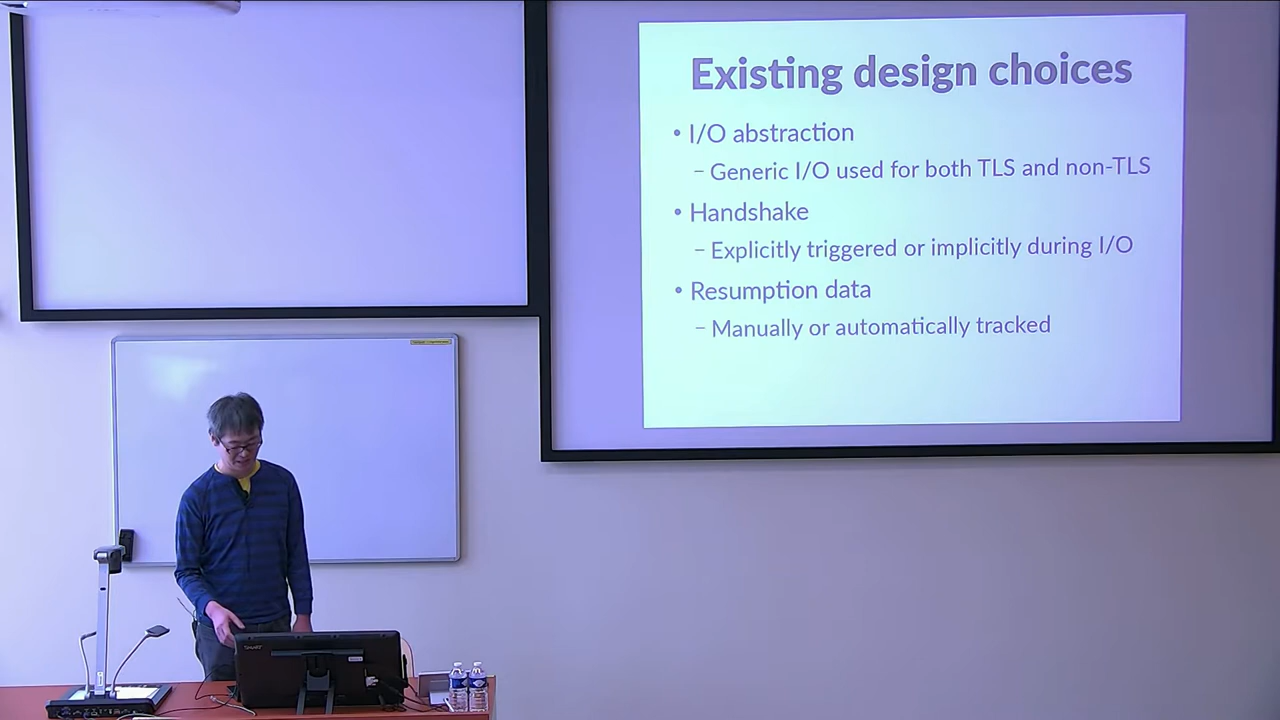 Existing design choices
• I/O abstraction
– Generic I/O used for both TLS and non-TLS
• Handshake
– Explicitly triggered or implicitly during I/O
• Resumption data
– Manually or automatically tracked